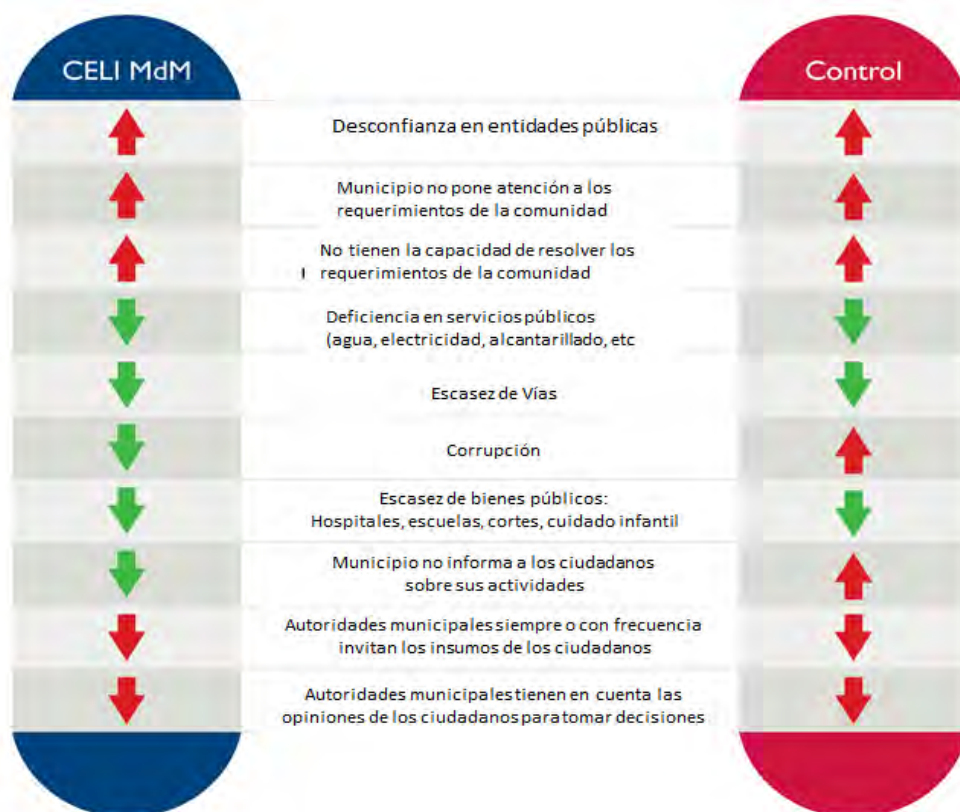 CELI MdM
Control
Desconfianza en entidades públicas
Municipio no pone atención a los
requerimientos de la comunidad
No tienen la capacidad de resolver los
requerimientos de la comunidad
Deficiencia en servicios públicos
(agua, electricidad, alcantarillado, etc
Escasez de Vías
Corrupción
Escasez de bienes públicos:
Hospitales, escuelas, cortes, cuidado infantil
Municipio no informa a los ciudadanos
sobre sus actividades
Autoridades municipales siempre o con frecuencia
invitan los insumos de los ciudadanos
Autoridades municipales tienen en cuenta las
opiniones de los ciudadanos para tomar decisiones